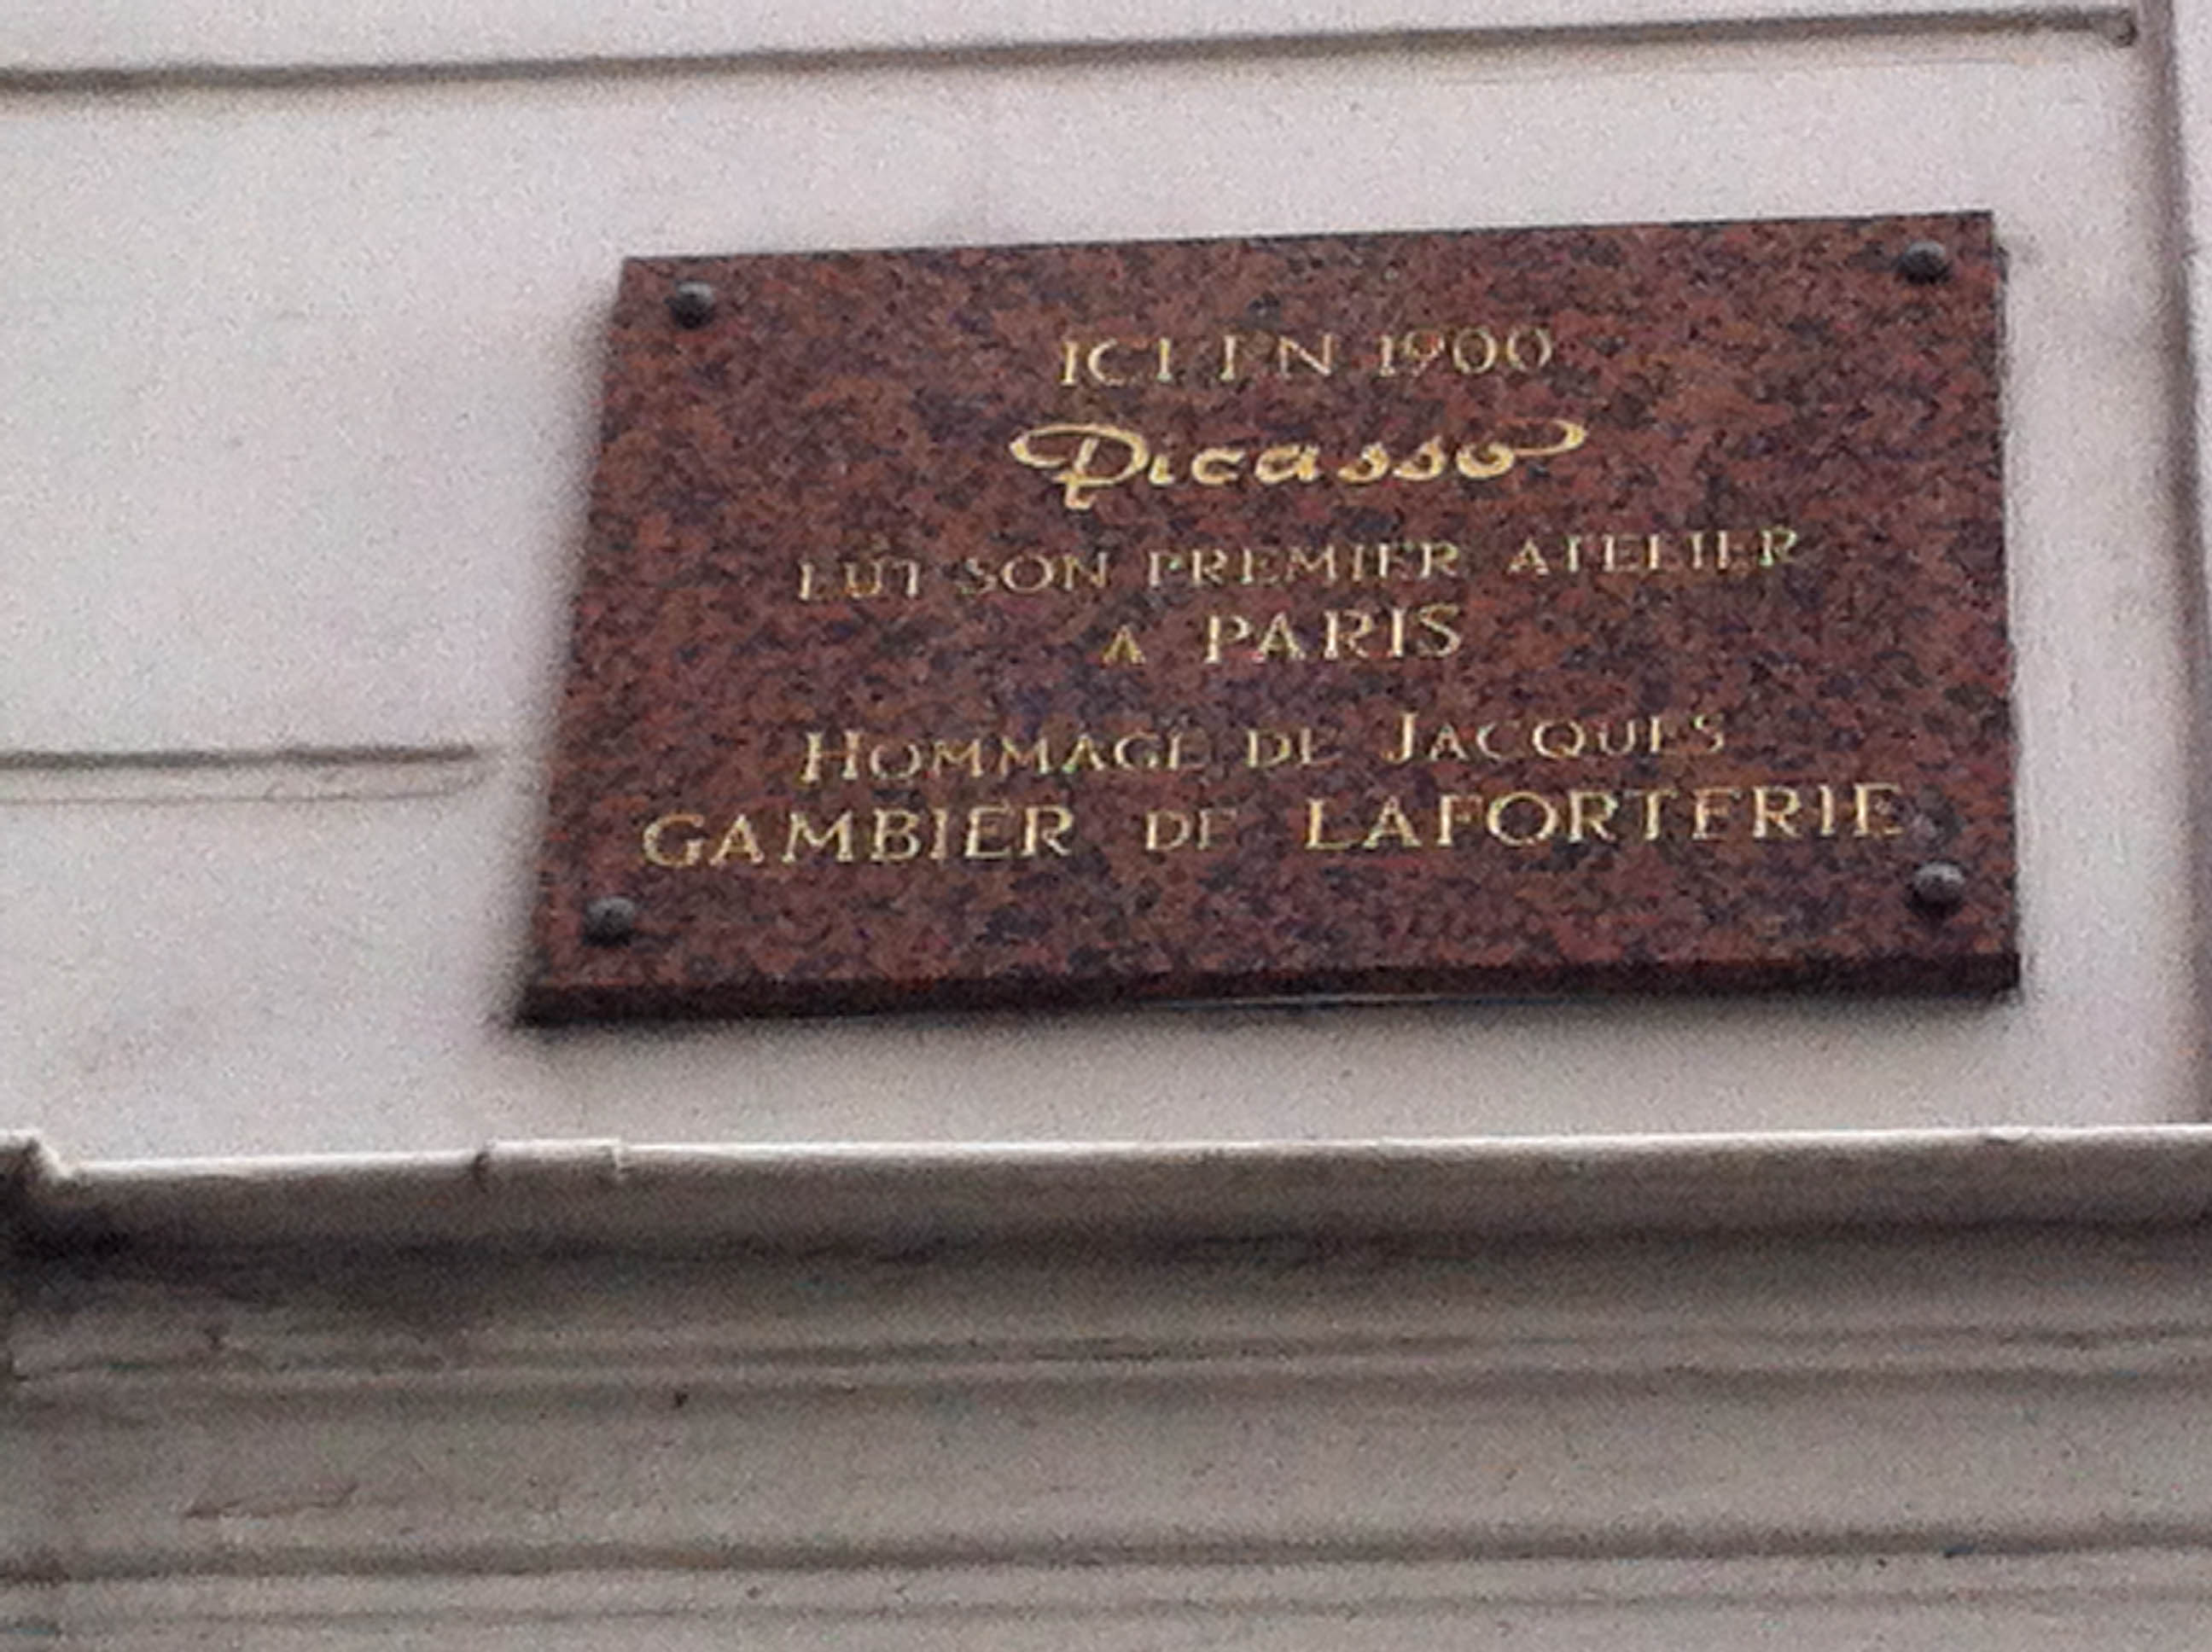 ICI EN 1900
Picasso
EUT SON PREMIER ATELIER
A PARIS
HOMMAGE DE JACQUES
GAMBIER DE LAFORTERIE